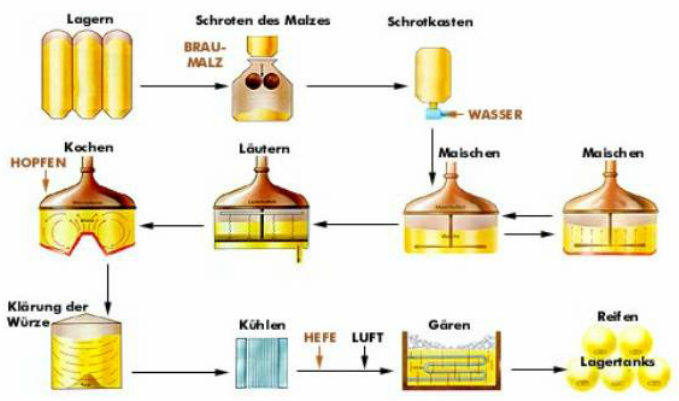 Lagern
Schroten des Malzes
Schrotkasten
BRAU-
MALZ
WASSER
Kochen
Läutern
Maischen
Maischen
HOPFEN
Klärung der
Würze
Kühlen
HEFE
LUFT
Gären
Reifen
Lagertanks